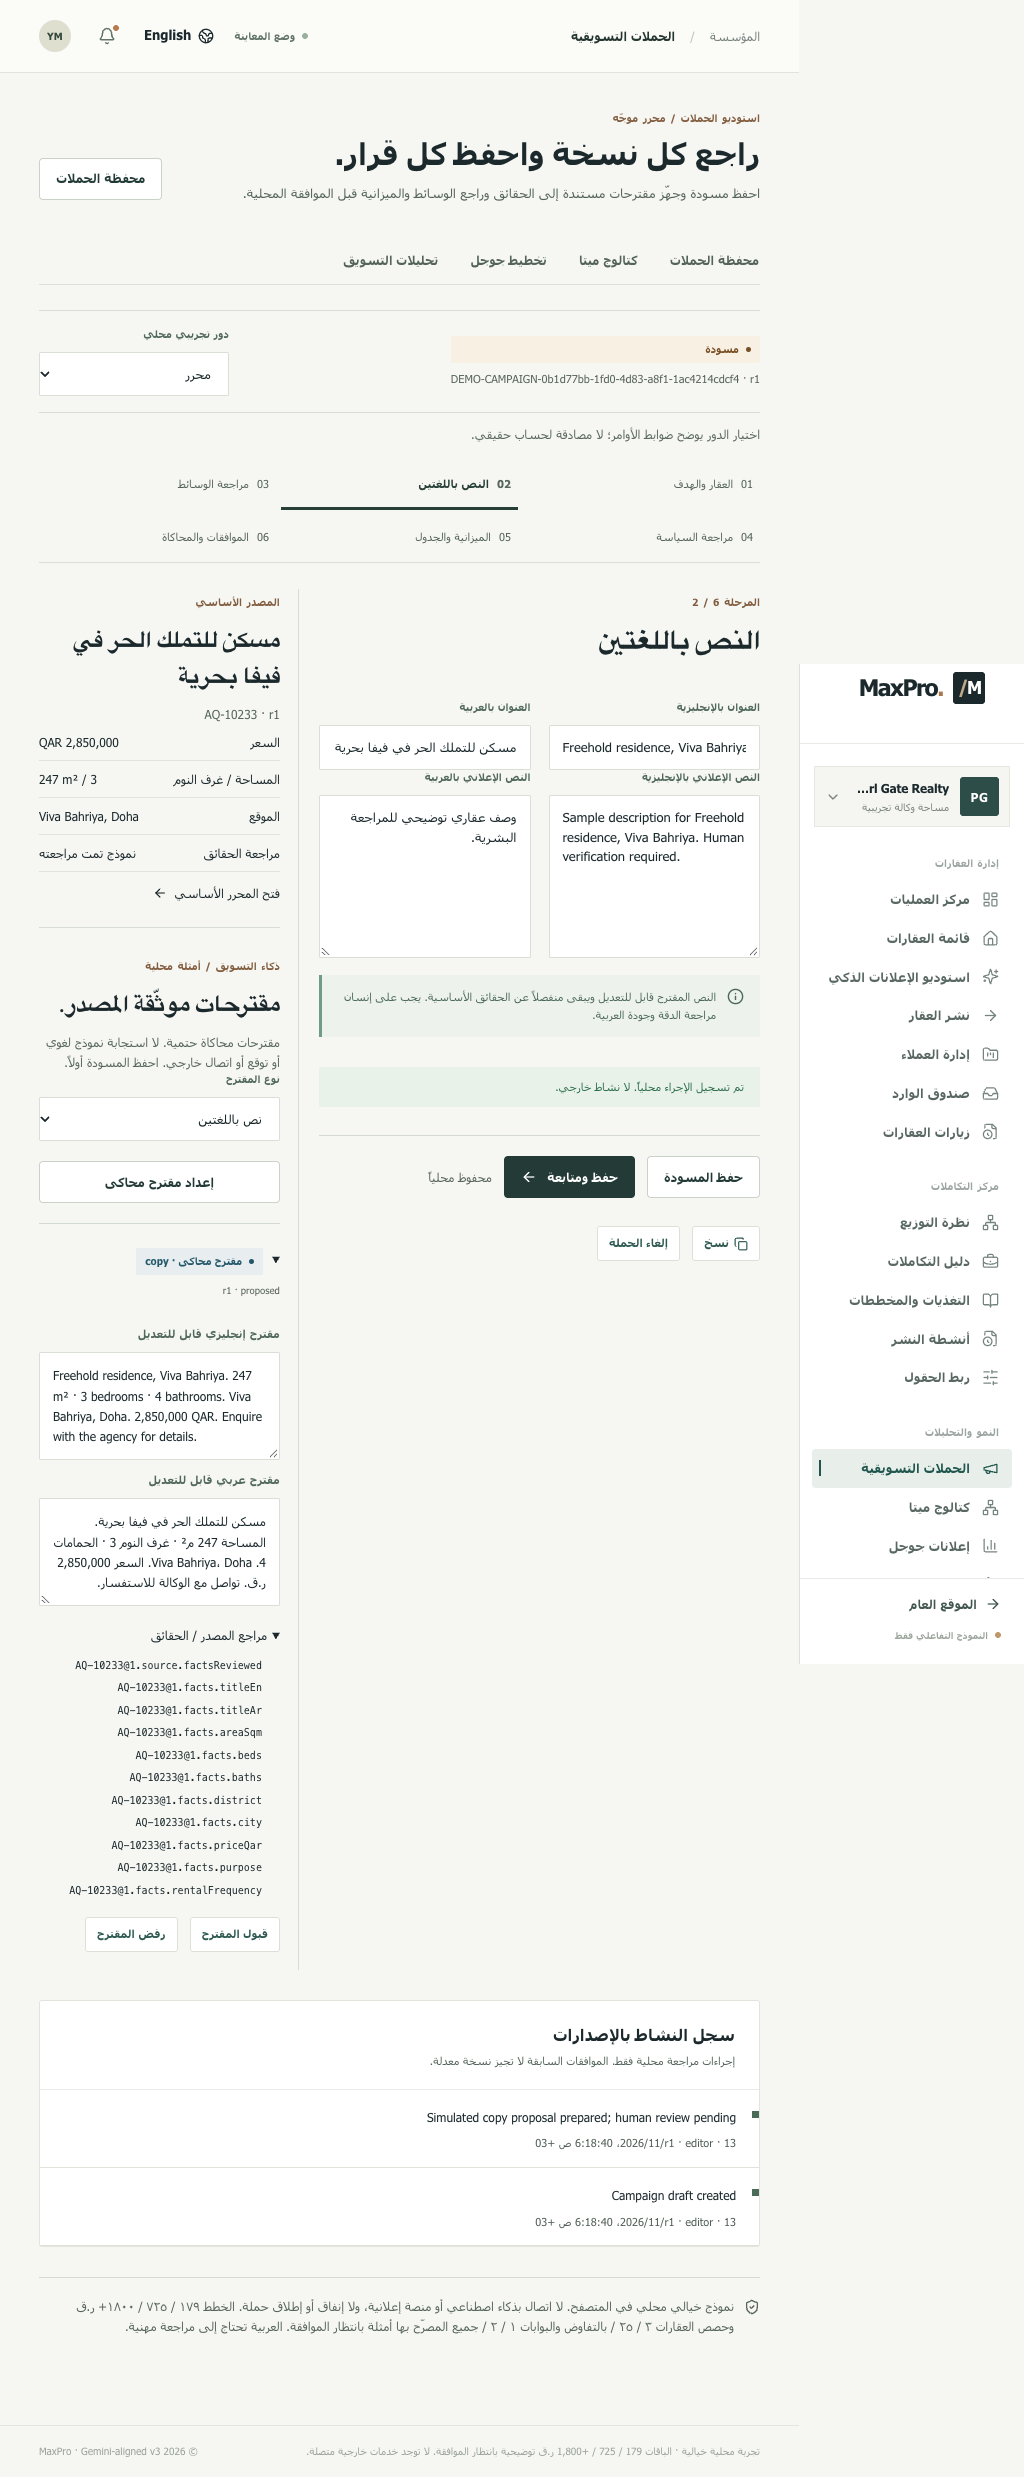 المؤسسة / الحملات التسويقية
وضع المعاينة
English
YM
استوديو الحملات / محرر موجّه
راجع كل نسخة واحفظ كل قرار.
احفظ مسودة وجهّز مقترحات مستندة إلى الحقائق وراجع الوسائط والميزانية قبل الموافقة المحلية.
محفظة الحملات
محفظة الحملات
كتالوج ميتا
تخطيط جوجل
تحليلات التسويق
مسودة
DEMO-CAMPAIGN-0b1d77bb-1fd0-4d83-a8f1-1ac4214cdcf4 · r1
دور تجريبي محلي
محرر
اختيار الدور يوضح ضوابط الأوامر؛ لا مصادقة لحساب حقيقي.
01 العقار والهدف
02 النص باللغتين
03 مراجعة الوسائط
04 مراجعة السياسة
05 الميزانية والجدول
06 الموافقات والمحاكاة
المرحلة 6 / 2
النص باللغتين
العنوان بالإنجليزية
Freehold residence, Viva Bahriya
العنوان بالعربية
مسكن للتملك الحر في فيفا بحرية
النص الإعلاني بالإنجليزية
Sample description for Freehold
residence, Viva Bahriya. Human
verification required.
النص الإعلاني بالعربية
وصف عقاري توضيحي للمراجعة
البشرية.
النص المقترح قابل للتعديل ويبقى منفصلاً عن الحقائق الأساسية. يجب على إنسان
مراجعة الدقة وجودة العربية.
تم تسجيل الإجراء محلياً. لا نشاط خارجي.
حفظ المسودة
حفظ ومتابعة
محفوظ محلياً
نسخ
إلغاء الحملة
المصدر الأساسي
مسكن للتملك الحر في
فيفا بحرية
AQ-10233 · r1
السعر QAR 2,850,000
المساحة / غرف النوم 247 m² / 3
الموقع Viva Bahriya, Doha
مراجعة الحقائق نموذج تمت مراجعته
فتح المحرر الأساسي
ذكاء التسويق / أمثلة محلية
مقترحات موثّقة المصدر.
مقترحات محاكاة حتمية. لا استجابة نموذج لغوي
أو توقع أو اتصال خارجي. احفظ المسودة أولاً.
نوع المقترح
نص باللغتين
إعداد مقترح محاكى
مقترح محاكى · copy
r1 · proposed
مقترح إنجليزي قابل للتعديل
Freehold residence, Viva Bahriya. 247
m² · 3 bedrooms · 4 bathrooms. Viva
Bahriya, Doha. 2,850,000 QAR. Enquire
with the agency for details.
مقترح عربي قابل للتعديل
مسكن للتملك الحر في فيفا بحرية.
المساحة 247 م² · غرف النوم 3 · الحمامات
4. Viva Bahriya، Doha. السعر 2,850,000
ر.ق. تواصل مع الوكالة للاستفسار.
مراجع المصدر / الحقائق
AQ-10233@1.source.factsReviewed
AQ-10233@1.facts.titleEn
AQ-10233@1.facts.titleAr
AQ-10233@1.facts.areaSqm
AQ-10233@1.facts.beds
AQ-10233@1.facts.baths
AQ-10233@1.facts.district
AQ-10233@1.facts.city
AQ-10233@1.facts.priceQar
AQ-10233@1.facts.purpose
AQ-10233@1.facts.rentalFrequency
قبول المقترح
رفض المقترح
سجل النشاط بالإصدارات
إجراءات مراجعة محلية فقط. الموافقات السابقة لا تجيز نسخة معدلة.
Simulated copy proposal prepared; human review pending
r1 · editor · 13/11/2026، 6:18:40 ص +03
Campaign draft created
r1 · editor · 13/11/2026، 6:18:40 ص +03
نموذج خيالي محلي في المتصفح. لا اتصال بذكاء اصطناعي أو منصة إعلانية، ولا إنفاق أو إطلاق حملة. الخطط ١٧٩ / ٧٢٥ / ١٨٠٠+ ر.ق
وحصص العقارات ٣ / ٢٥ / بالتفاوض والبوابات ١ / ٢ / جميع المصرّح بها أمثلة بانتظار الموافقة. العربية تحتاج إلى مراجعة مهنية.
تجربة محلية خيالية · الباقات 179 / 725 / +1,800 ر.ق توضيحية بانتظار الموافقة. لا توجد خدمات خارجية متصلة.
© 2026 MaxPro · Gemini-aligned v3
MaxPro. M/
PG
...rl Gate Realty
مساحة وكالة تجريبية
إدارة العقارات
مركز العمليات
قائمة العقارات
استوديو الإعلانات الذكي
نشر العقار
إدارة العملاء
صندوق الوارد
زيارات العقارات
مركز التكاملات
نظرة التوزيع
دليل التكاملات
التغذيات والمخططات
أنشطة النشر
ربط الحقول
النمو والتحليلات
الحملات التسويقية
كتالوج ميتا
إعلانات جوجل
الموقع العام
النموذج التفاعلي فقط